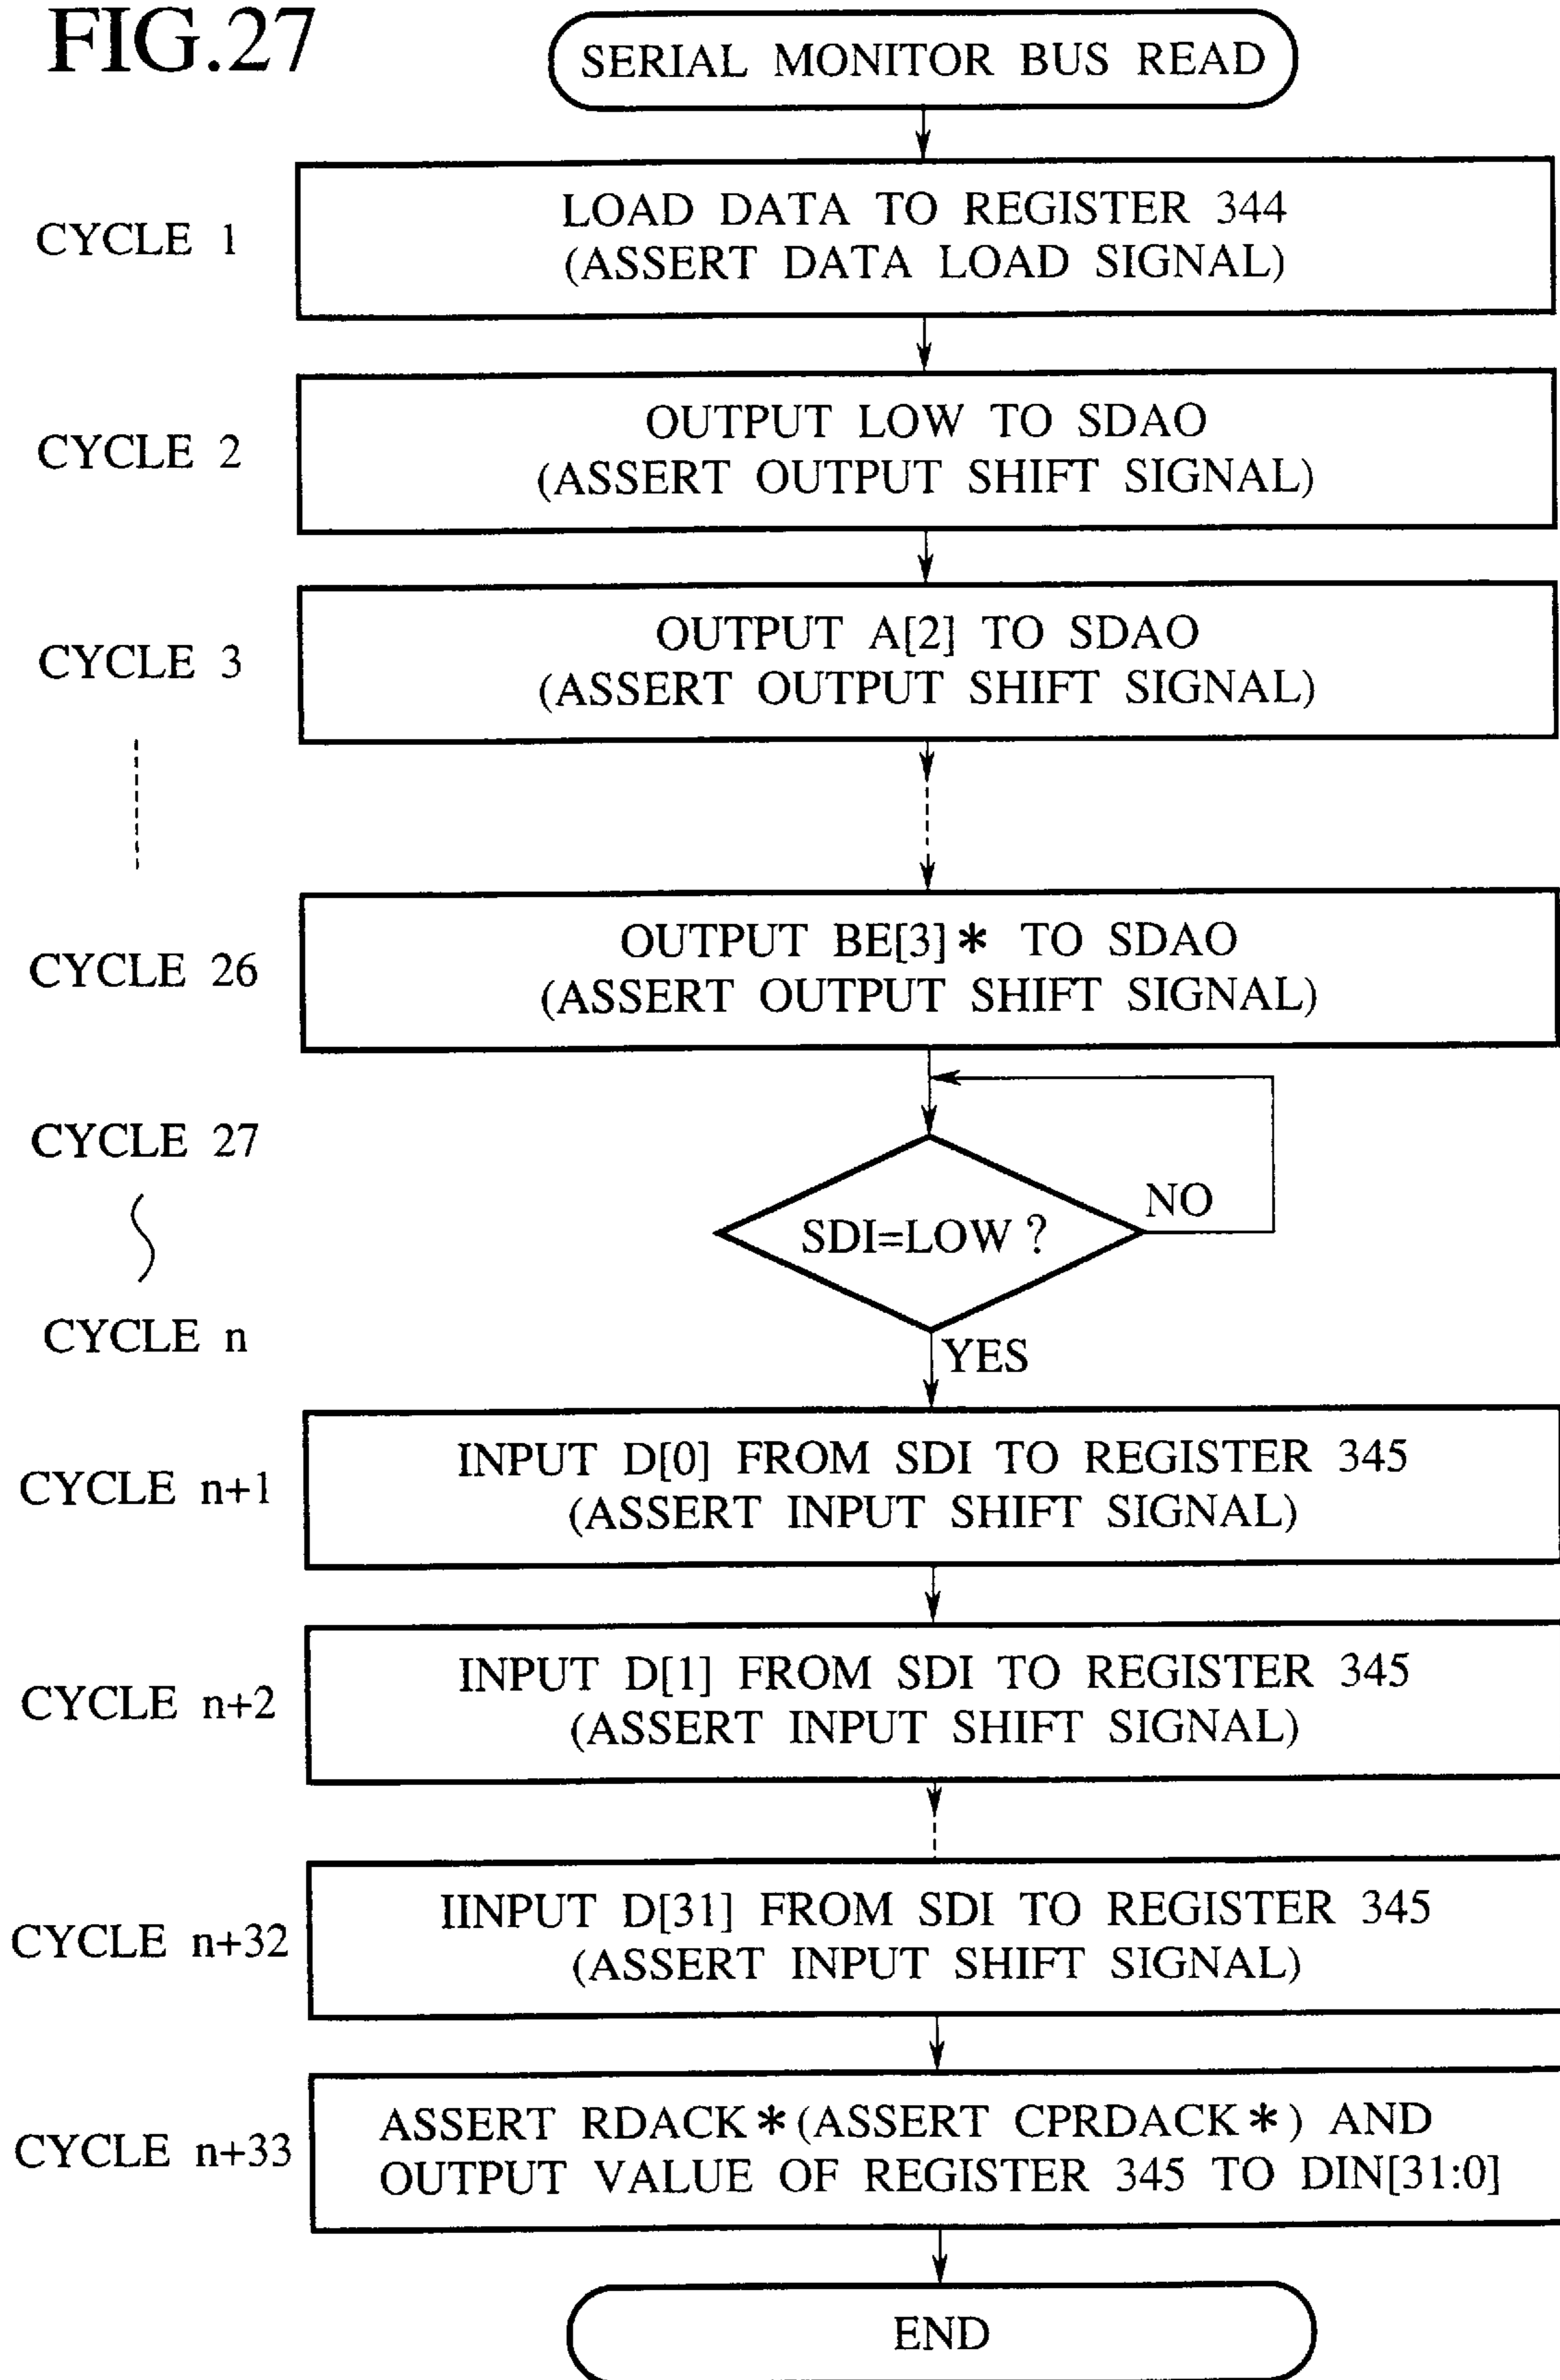 FIG.27
SERIAL MONITOR BUS READ
CYCLE 1
LOAD DATA TO REGISTER 344
(ASSERT DATA LOAD SIGNAL)
CYCLE 2
OUTPUT LOW TO SDAO
(ASSERT OUTPUT SHIFT SIGNAL)
CYCLE 3
OUTPUT A[2] TO SDAO
(ASSERT OUTPUT SHIFT SIGNAL)
CYCLE 26
OUTPUT BE[3]* TO SDAO
(ASSERT OUTPUT SHIFT SIGNAL)
CYCLE 27
SDI=LOW ?
NO
CYCLE n
YES
CYCLE n+1
INPUT D[0] FROM SDI TO REGISTER 345
(ASSERT INPUT SHIFT SIGNAL)
CYCLE n+2
INPUT D[1] FROM SDI TO REGISTER 345
(ASSERT INPUT SHIFT SIGNAL)
CYCLE n+32
IINPUT D[31] FROM SDI TO REGISTER 345
(ASSERT INPUT SHIFT SIGNAL)
CYCLE n+33
ASSERT RDACK*(ASSERT CPRDACK*) AND
OUTPUT VALUE OF REGISTER 345 TO DIN[31:0]
END